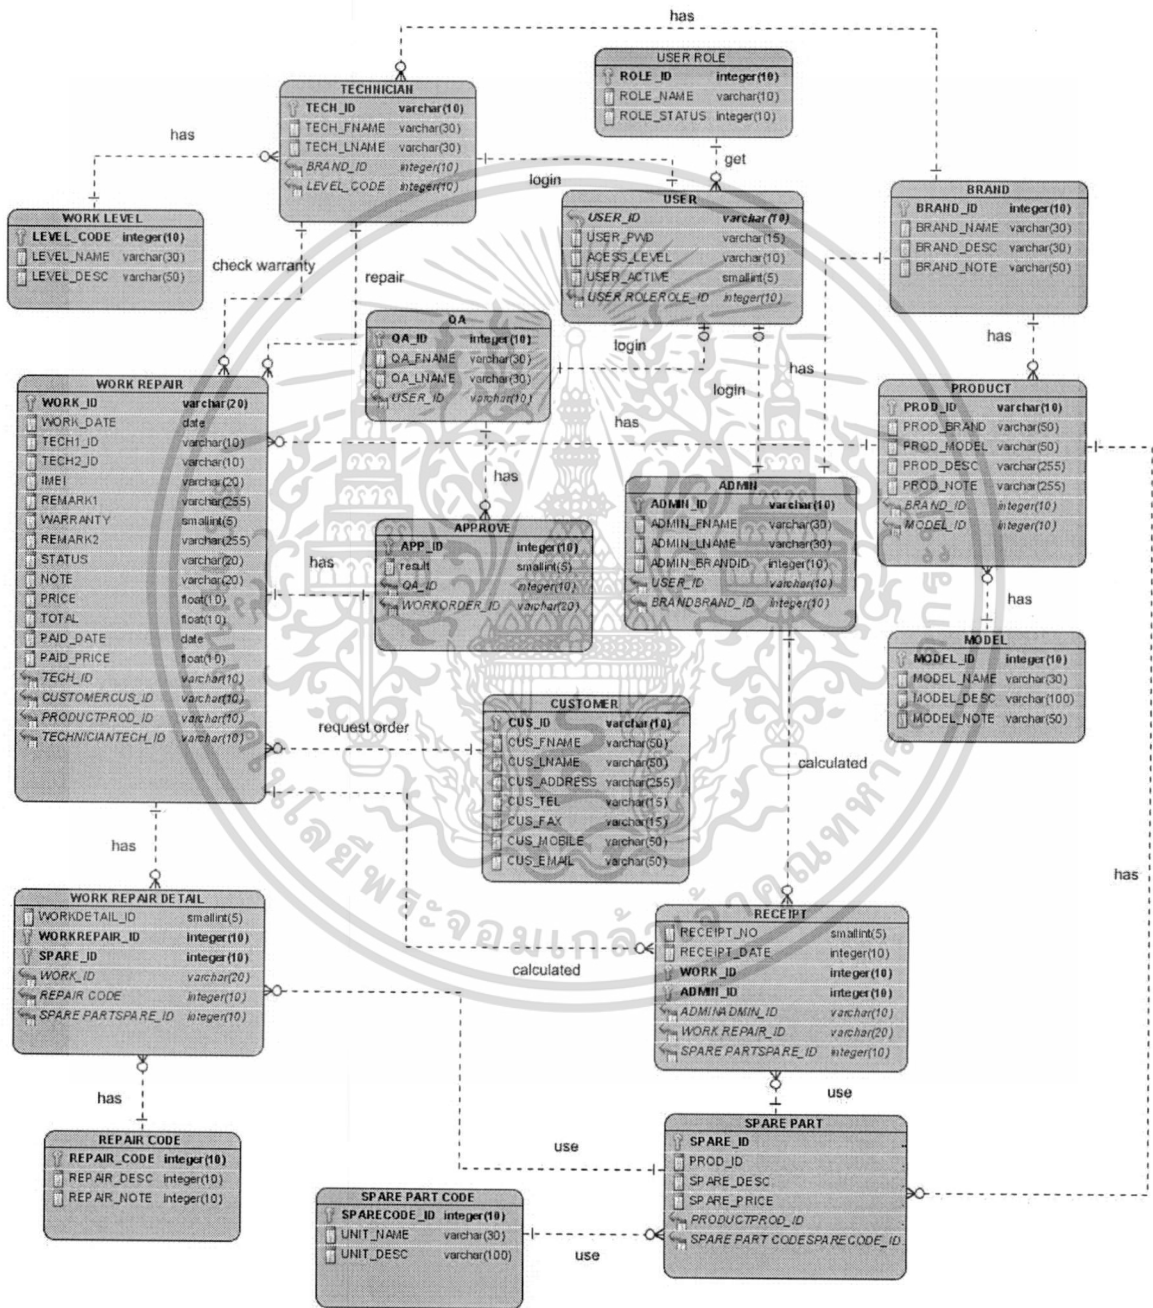 has
USER ROLE
ROLE_ID integer(10)
ROLE_NAME varchar(10)
ROLE_STATUS integer(10)
TECHNICIAN
TECH_ID varchar(10)
TECH_FNAME varchar(30)
TECH_LNAME varchar(30)
BRAND_ID integer(10)
LEVEL_CODE integer(10)
has
get
login
WORK LEVEL
LEVEL_CODE integer(10)
LEVEL_NAME varchar(30)
LEVEL_DESC varchar(50)
USER
USER_ID varchar(10)
USER_PWD varchar(15)
ACESS_LEVEL varchar(10)
USER_ACTIVE smallint(5)
USER ROLEROLE_ID integer(10)
BRAND
BRAND_ID integer(10)
BRAND_NAME varchar(30)
BRAND_DESC varchar(30)
BRAND_NOTE varchar(50)
check warranty
repair
QA
QA_ID integer(10)
QA_FNAME varchar(30)
QA_LNAME varchar(30)
USER_ID varchar(10)
login
login
has
has
WORK REPAIR
WORK_ID varchar(20)
WORK_DATE date
TECH1_ID varchar(10)
TECH2_ID varchar(10)
IMEI varchar(20)
REMARK1 varchar(255)
WARRANTY smallint(5)
REMARK2 varchar(255)
STATUS varchar(20)
NOTE varchar(20)
PRICE float(10)
TOTAL float(10)
PAID_DATE date
PAID_PRICE float(10)
TECH_ID varchar(10)
CUSTOMERCUS_ID varchar(10)
PRODUCTPROD_ID varchar(10)
TECHNICIANTECH_ID varchar(10)
PRODUCT
PROD_ID varchar(10)
PROD_BRAND varchar(50)
PROD_MODEL varchar(50)
PROD_DESC varchar(255)
PROD_NOTE varchar(255)
BRAND_ID integer(10)
MODEL_ID integer(10)
has
has
ADMIN
ADMIN_ID varchar(10)
ADMIN_FNAME varchar(30)
ADMIN_LNAME varchar(30)
ADMIN_BRANDID integer(10)
USER_ID varchar(10)
BRANDBRAND_ID integer(10)
APPROVE
APP_ID integer(10)
result smallint(5)
QA_ID integer(10)
WORKORDER_ID varchar(20)
has
has
MODEL
MODEL_ID integer(10)
MODEL_NAME varchar(30)
MODEL_DESC varchar(100)
MODEL_NOTE varchar(50)
request order
CUSTOMER
CUS_ID varchar(10)
CUS_FNAME varchar(50)
CUS_LNAME varchar(50)
CUS_ADDRESS varchar(255)
CUS_TEL varchar(15)
CUS_FAX varchar(15)
CUS_MOBILE varchar(50)
CUS_EMAIL varchar(50)
calculated
has
has
WORK REPAIR DETAIL
WORKDETAIL_ID smallint(5)
WORKREPAIR_ID integer(10)
SPARE_ID integer(10)
WORK_ID varchar(20)
REPAIR CODE integer(10)
SPARE PARTSPARE_ID integer(10)
calculated
RECEIPT
RECEIPT_NO smallint(5)
RECEIPT_DATE integer(10)
WORK_ID integer(10)
ADMIN_ID integer(10)
ADMINADMIN_ID varchar(10)
WORK REPAIR_ID varchar(20)
SPARE PARTSPARE_ID integer(10)
has
use
REPAIR CODE
REPAIR_CODE integer(10)
REPAIR_DESC integer(10)
REPAIR_NOTE integer(10)
use
SPARE PART
SPARE_ID
PROD_ID
SPARE_DESC
SPARE_PRICE
PRODUCTPROD_ID
SPARE PART CODESPARECODE_ID
SPARE PART CODE
SPARECODE_ID integer(10)
UNIT_NAME varchar(30)
UNIT_DESC varchar(100)
use